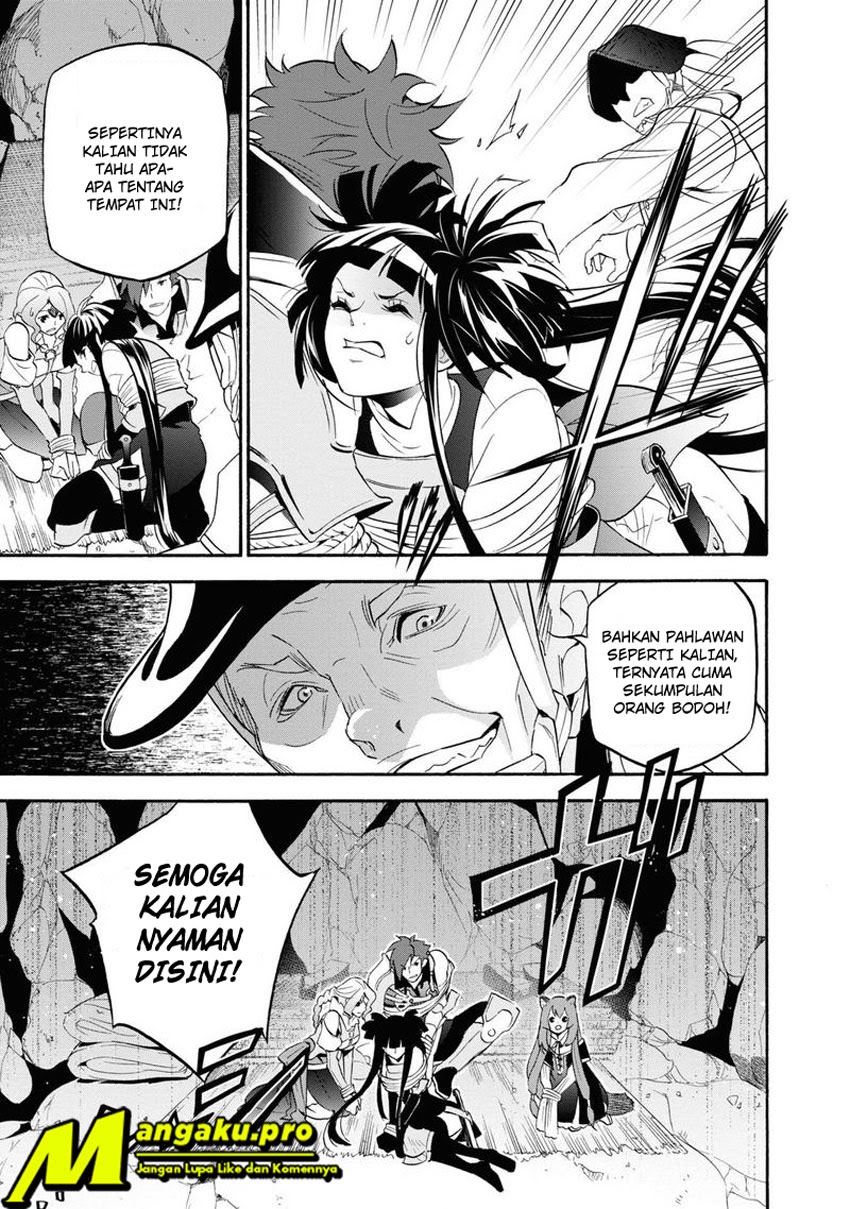 SEPERTINYA
KALIAN TIDAK
TAHU APA-
APA TENTANG
TEMPAT INI!
BAHKAN PAHLAWAN
SEPERTI KALIAN,
TERNYATA CUMA
SEKUMPULAN
ORANG BODOH!
SEMOGA
KALIAN
NYAMAN
DISINI!
Mangaku.pro
Jangan Lupa Like dan Komennya